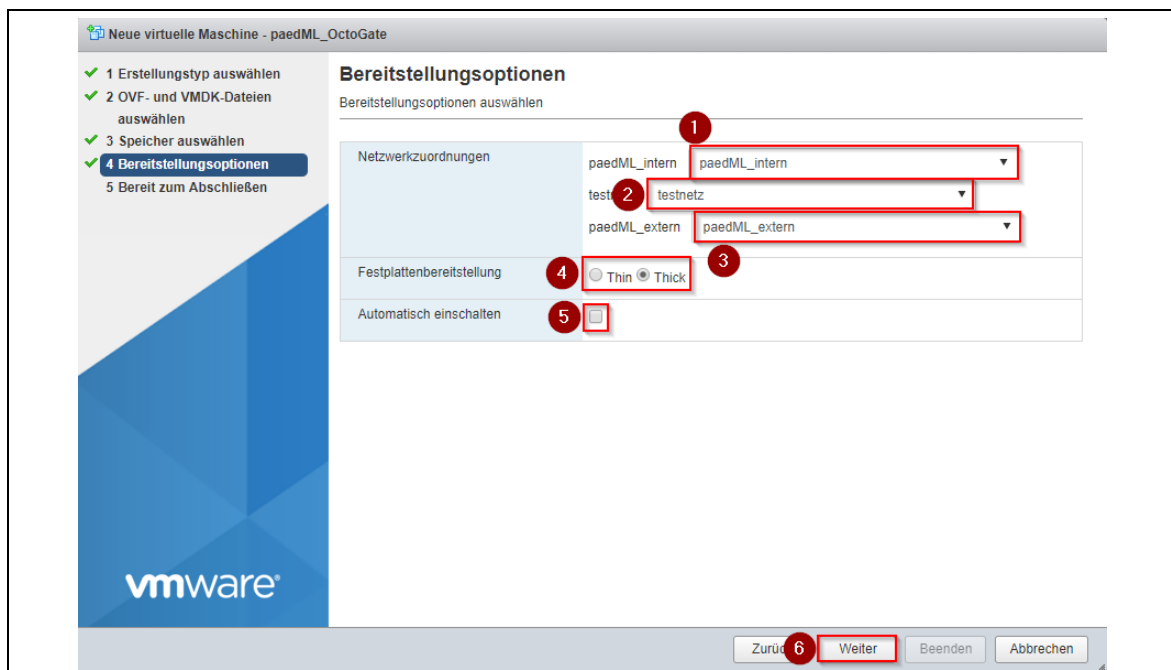 Neue virtuelle Maschine - paedML_OctoGate
1 Erstellungstyp auswählen
2 OVF- und VMDK-Dateien
auswählen
3 Speicher auswählen
4 Bereitstellungsoptionen
5 Bereit zum Abschließen
Bereitstellungsoptionen
Bereitstellungsoptionen auswählen
1
Netzwerkzuordnungen
paedML_intern paedML_intern
2 testnetz
paedML_extern paedML_extern
3
Festplattenbereitstellung 4 Thin Thick
Automatisch einschalten 5
vmware
6 Weiter Beenden Abbrechen